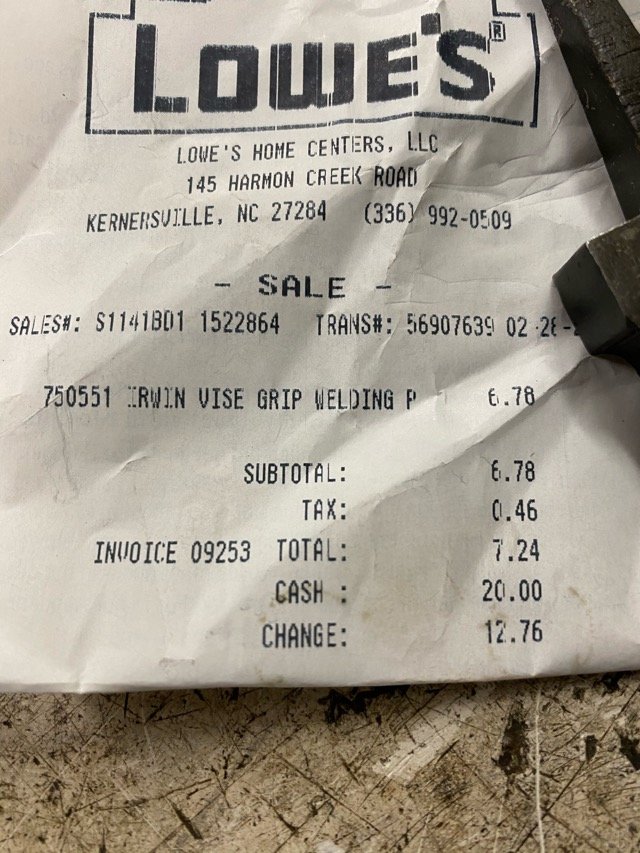 LOWE'S®
LOWE'S HOME CENTERS, LLC
145 HARMON CREEK ROAD
KERNERSVILLE, NC 27284 (336) 992-0509
- SALE -
SALES#: S1141BD1 1522864 TRANS#: 56907639 02-28-
750551 IRWIN VISE GRIP WELDING P 6.78
SUBTOTAL: 6.78
TAX: 0.46
INVOICE 09253 TOTAL: 7.24
CASH : 20.00
CHANGE: 12.76